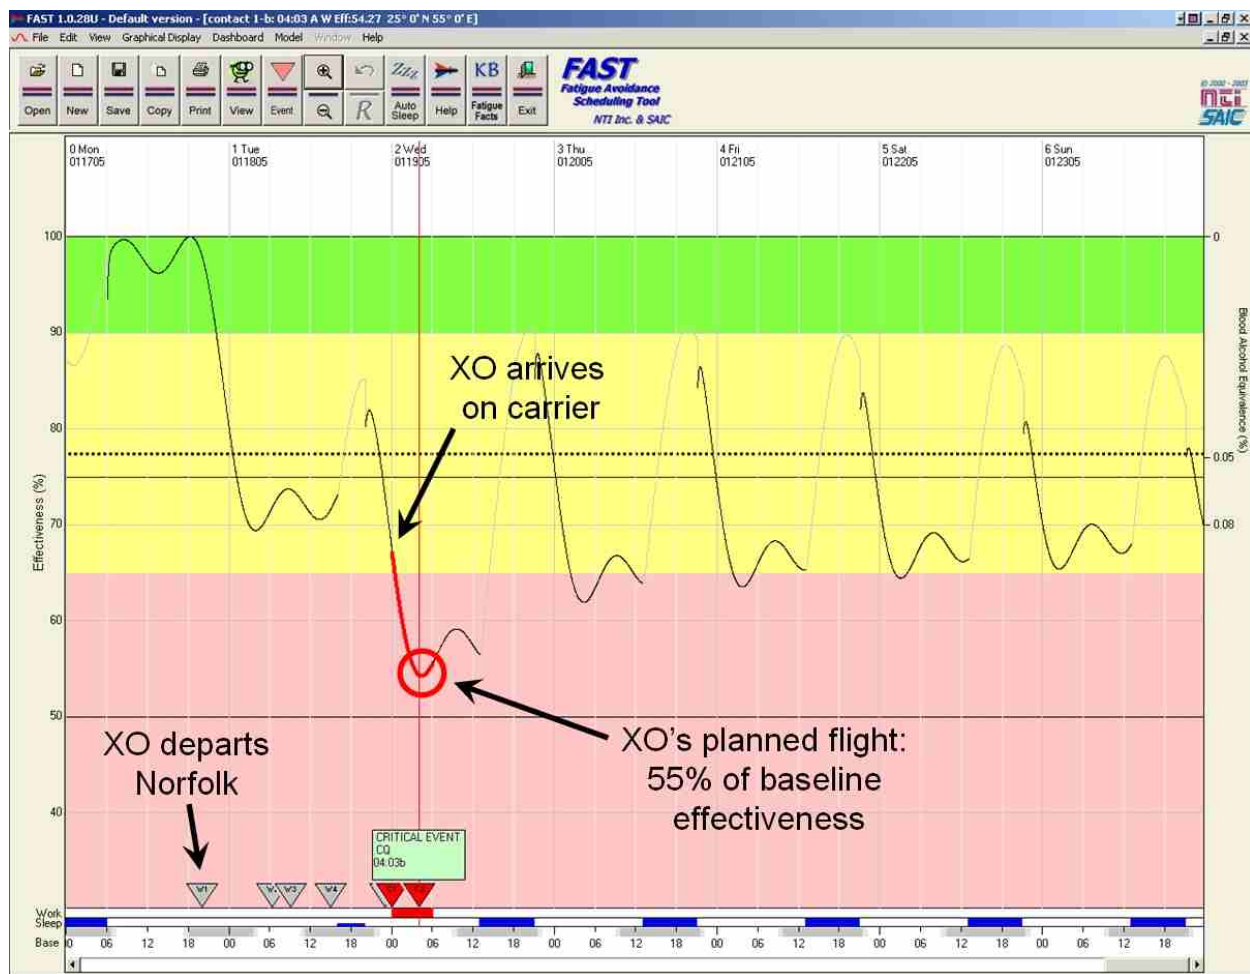 FAST 1.0.28U - Default version - [contact 1-b: 04:03 A W Eff:54.27 25° 0' N 55° 0' E]
File Edit View Graphical Display Dashboard Model Window Help
Open New Save Copy Print View Event R ZZZ Auto Sleep Help KB Fatigue Facts Exit
FAST
Fatigue Avoidance
Scheduling Tool
NTI Inc. & SAIC
© 2000 - 2003
NTI
SAIC
0 Mon 1 Tue 2 Wed 3 Thu 4 Fri 5 Sat 6 Sun
011705 011805 011905 012005 012105 012205 012305
100
90
80
70
60
50
40
Effectiveness (%)
0
0.05
0.08
Blood Alcohol Equivalence (%)
XO arrives
on carrier
XO departs
Norfolk
XO's planned flight:
55% of baseline
effectiveness
CRITICAL EVENT
CQ
04:03b
W1 W3 W4
Work
Sleep
Base 00 06 12 18 00 06 12 18 00 06 12 18 00 06 12 18 00 06 12 18 00 06 12 18 00 06 12 18